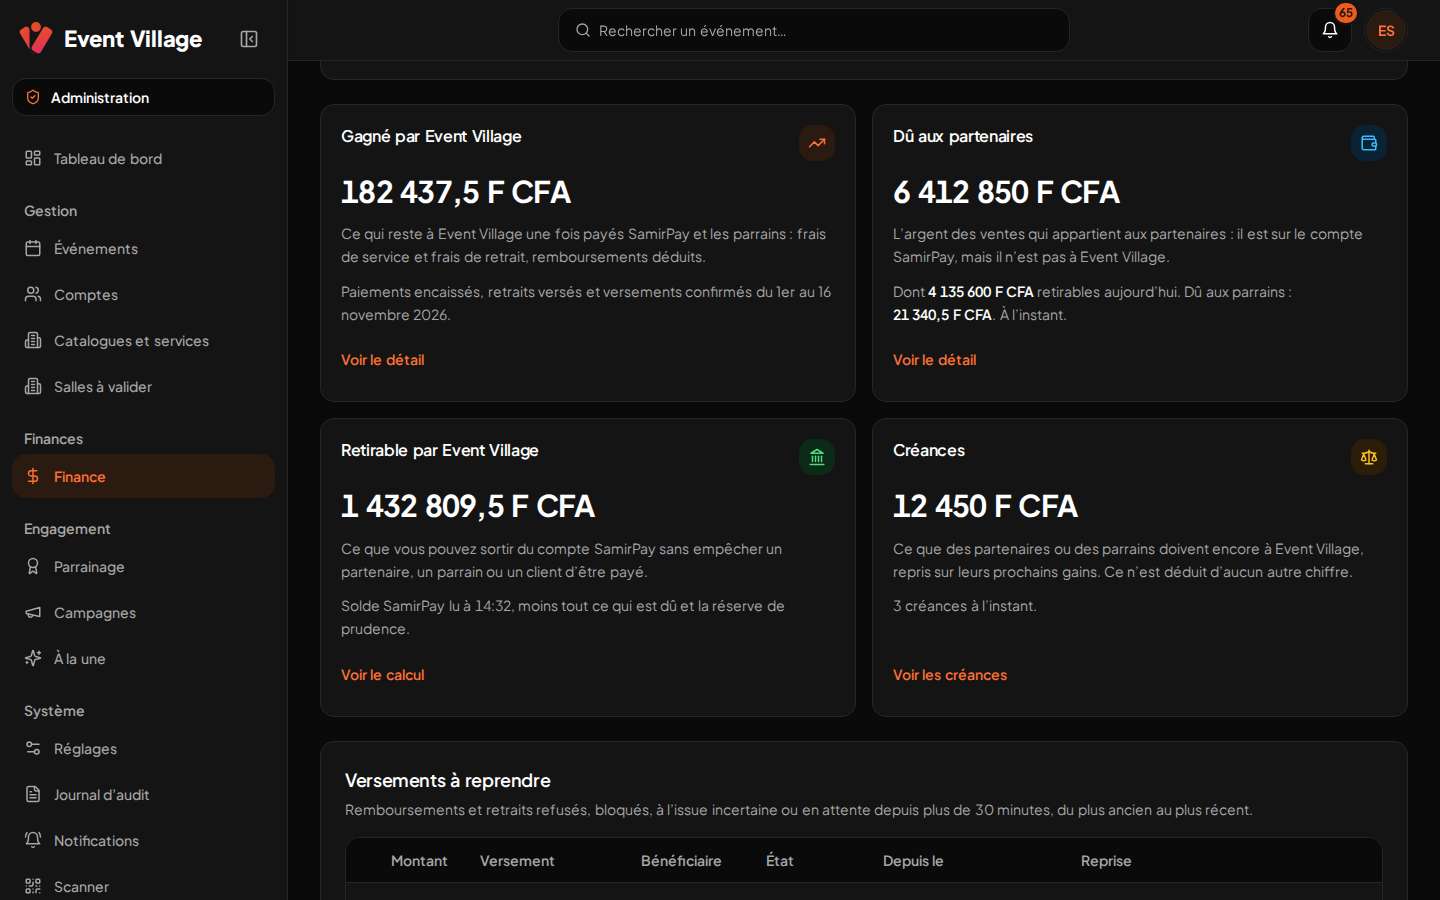 Event Village
Rechercher un événement...
65
ES
Administration
Tableau de bord
Gestion
Événements
Comptes
Catalogues et services
Salles à valider
Finances
Finance
Engagement
Parrainage
Campagnes
À la une
Système
Réglages
Journal d'audit
Notifications
Scanner
Gagné par Event Village
182 437,5 F CFA
Ce qui reste à Event Village une fois payés SamirPay et les parrains : frais
de service et frais de retrait, remboursements déduits.
Paiements encaissés, retraits versés et versements confirmés du 1er au 16
novembre 2026.
Voir le détail
Dû aux partenaires
6 412 850 F CFA
L'argent des ventes qui appartient aux partenaires : il est sur le compte
SamirPay, mais il n'est pas à Event Village.
Dont 4 135 600 F CFA retirables aujourd'hui. Dû aux parrains :
21 340,5 F CFA. À l'instant.
Voir le détail
Retirable par Event Village
1 432 809,5 F CFA
Ce que vous pouvez sortir du compte SamirPay sans empêcher un
partenaire, un parrain ou un client d'être payé.
Solde SamirPay lu à 14:32, moins tout ce qui est dû et la réserve de
prudence.
Voir le calcul
Créances
12 450 F CFA
Ce que des partenaires ou des parrains doivent encore à Event Village,
repris sur leurs prochains gains. Ce n'est déduit d'aucun autre chiffre.
3 créances à l'instant.
Voir les créances
Versements à reprendre
Remboursements et retraits refusés, bloqués, à l'issue incertaine ou en attente depuis plus de 30 minutes, du plus ancien au plus récent.
Montant Versement Bénéficiaire État Depuis le Reprise